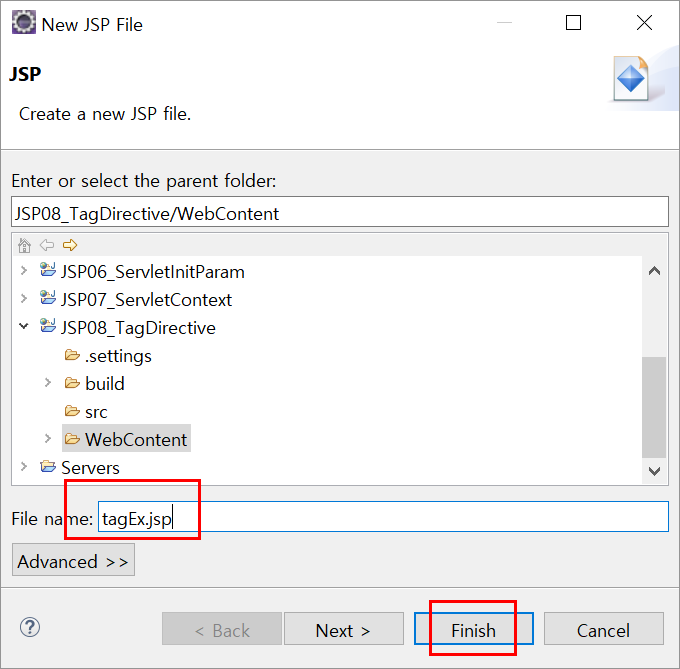 New JSP File
JSP
Create a new JSP file.
Enter or select the parent folder:
JSP08_TagDirective/WebContent
JSP06_ServletInitParam
JSP07_ServletContext
JSP08_TagDirective
.settings
build
src
WebContent
Servers
File name: tagEx.jsp
Advanced >>
? < Back Next > Finish Cancel